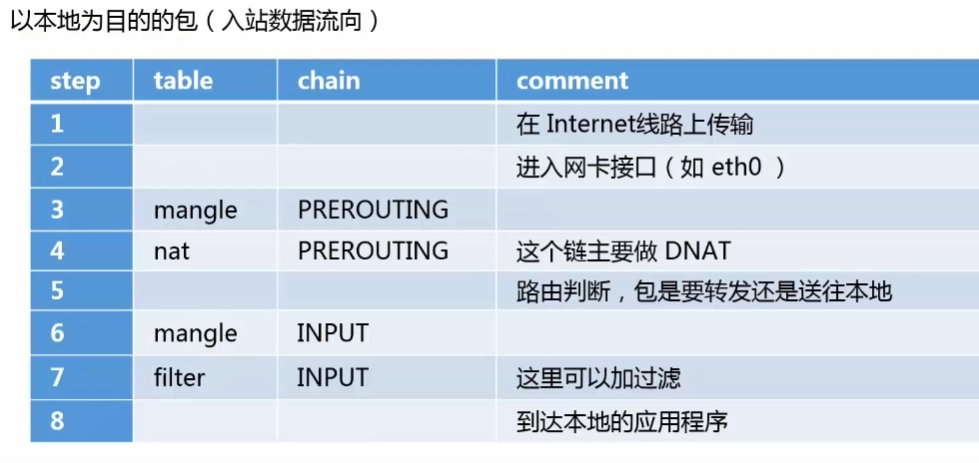 以本地为目的的包（入站数据流向）
step table chain comment
1 在 Internet线路上传输
2 进入网卡接口（如 eth0 ）
3 mangle PREROUTING
4 nat PREROUTING 这个链主要做 DNAT
5 路由判断，包是要转发还是送往本地
6 mangle INPUT
7 filter INPUT 这里可以加过滤
8 到达本地的应用程序